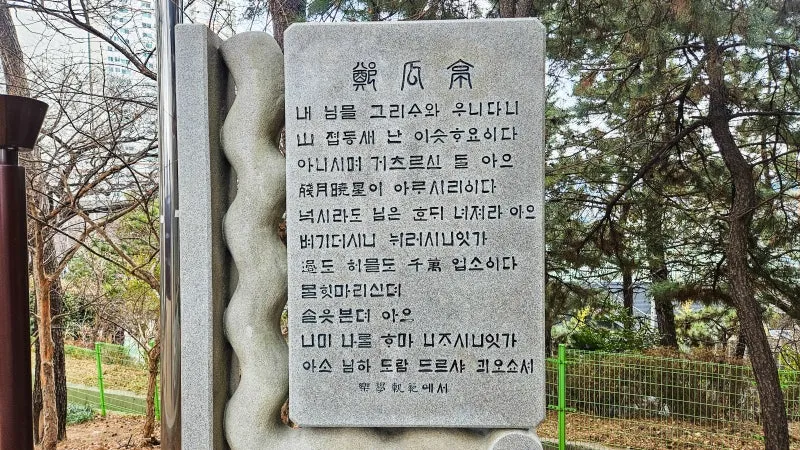 鄭瓜亭
내 님믈 그리ᅀᆞ와 우니다니
山 접동새 난 이슷ᄒᆞ요이다
아니시며 거츠르신 ᄃᆞᆯ 아으
殘月曉星이 아ᄅᆞ시리이다
넉시라도 님은 ᄒᆞᆫᄃᆡ 녀져라 아으
벼기더시니 뉘러시니잇가
過도 허믈도 千萬 업소이다
ᄆᆞᆯ힛마리신뎌
ᄉᆞᆯ읏븐뎌 아으
니미 나ᄅᆞᆯ ᄒᆞ마 니ᄌᆞ시니잇가
아소 님하 도람 드르샤 괴오쇼셔
樂學軌範에서